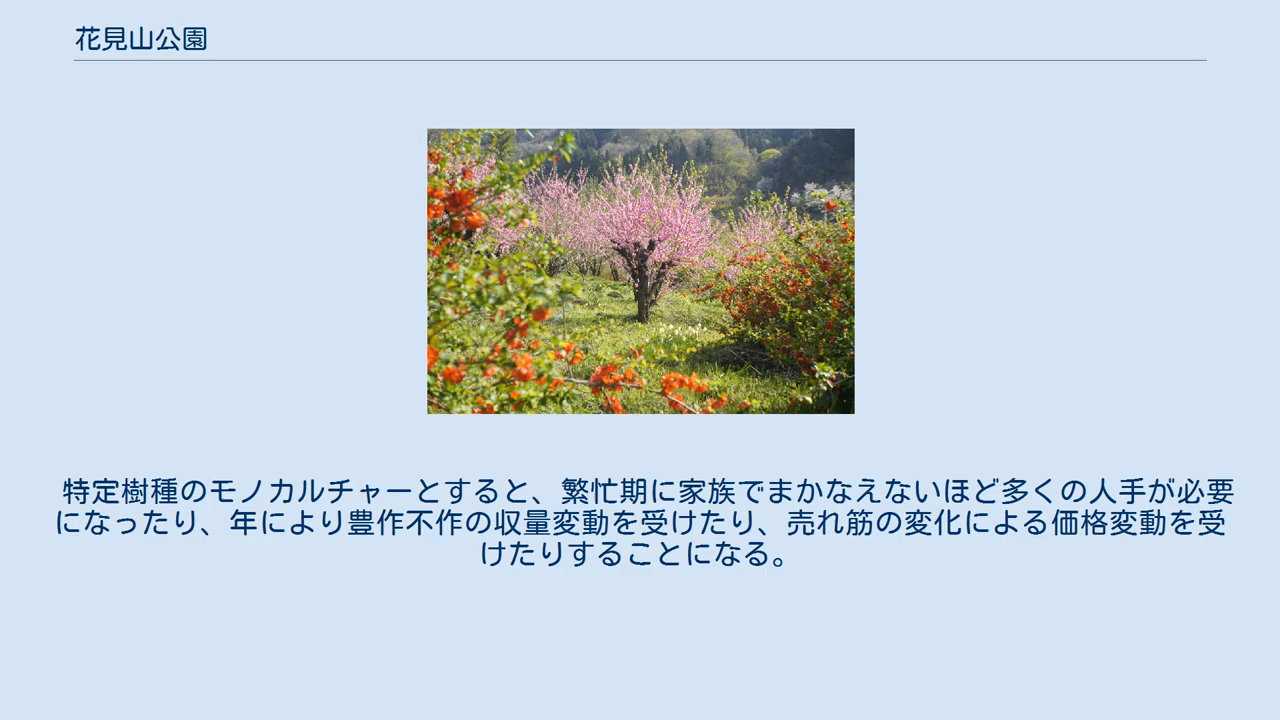 花見山公園
特定樹種のモノカルチャーとすると、繁忙期に家族でまかなえないほど多くの人手が必要
になったり、年により豊作不作の収量変動を受けたり、売れ筋の変化による価格変動を受
けたりすることになる。